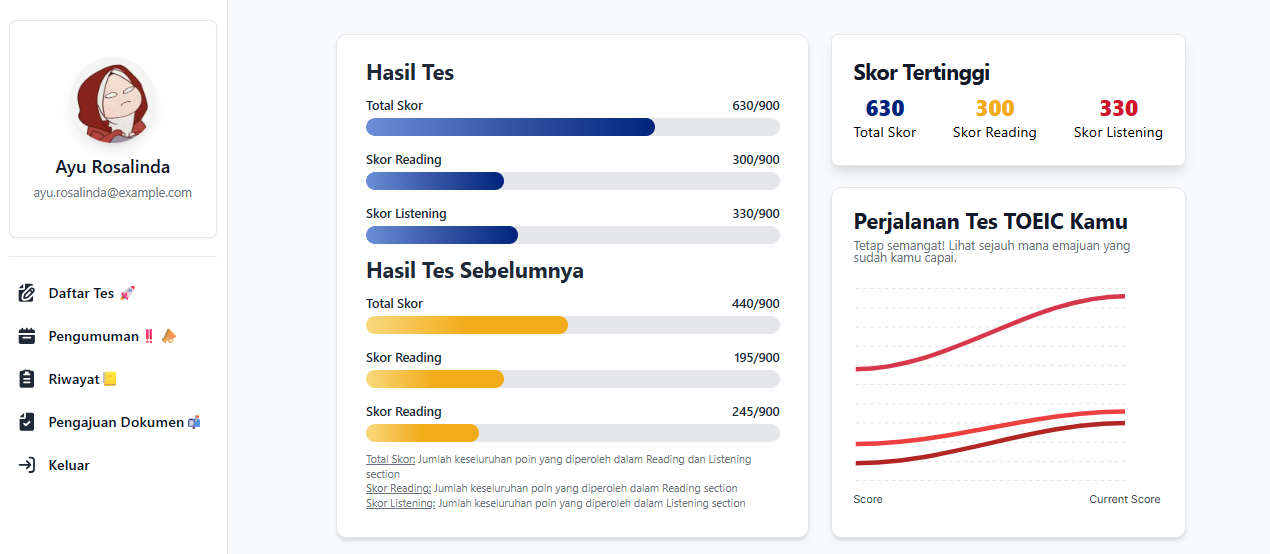 Ayu Rosalinda
ayu.rosalinda@example.com
Daftar Tes 🚀
Pengumuman ‼️ 📣
Riwayat 📒
Pengajuan Dokumen 📬
Keluar
Hasil Tes
Total Skor 630/900
Skor Reading 300/900
Skor Listening 330/900
Hasil Tes Sebelumnya
Total Skor 440/900
Skor Reading 195/900
Skor Reading 245/900
Total Skor: Jumlah keseluruhan poin yang diperoleh dalam Reading dan Listening
section
Skor Reading: Jumlah keseluruhan poin yang diperoleh dalam Reading section
Skor Listening: Jumlah keseluruhan poin yang diperoleh dalam Listening section
Skor Tertinggi
630 300 330
Total Skor Skor Reading Skor Listening
Perjalanan Tes TOEIC Kamu
Tetap semangat! Lihat sejauh mana emajuan yang
sudah kamu capai.
Score Current Score